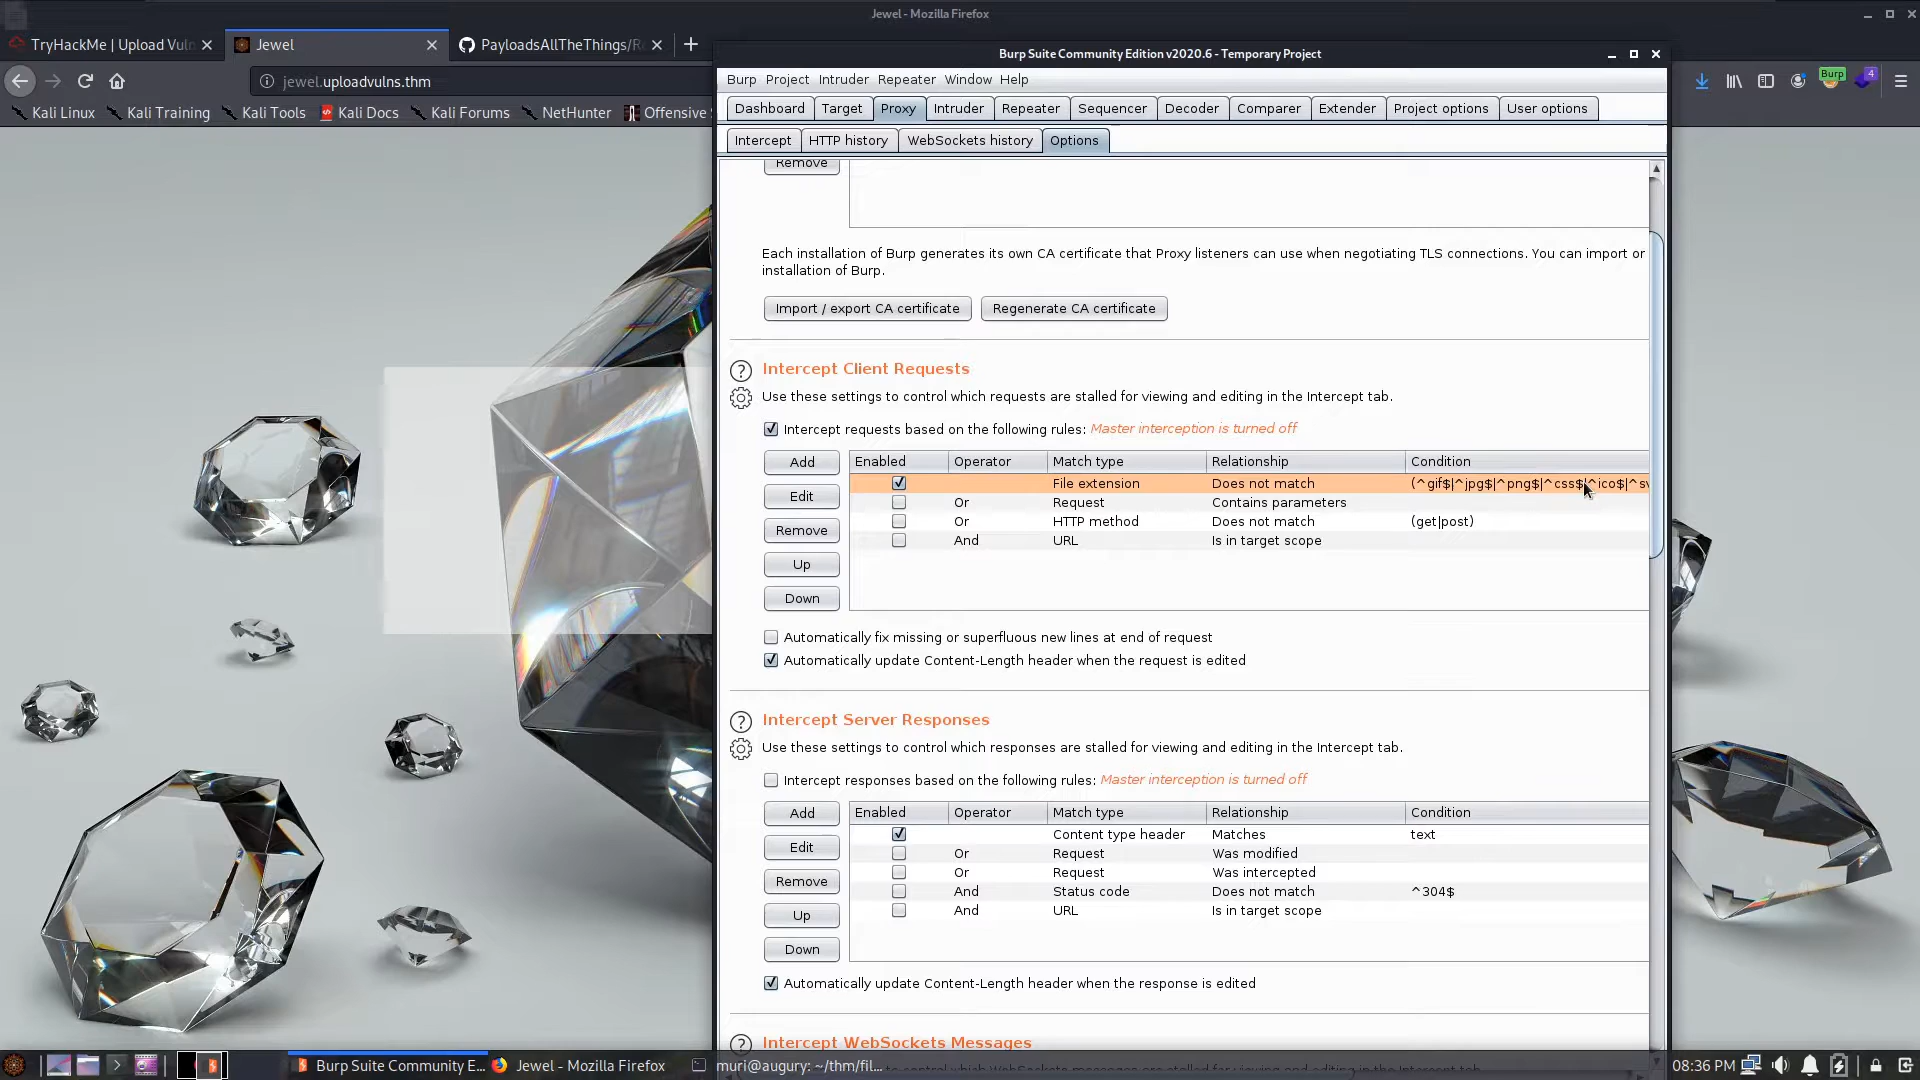 Jewel - Mozilla Firefox
TryHackMe | Upload Vuln
Jewel
PayloadsAllTheThings/R
jewel.uploadvulns.thm
Burp
4
Kali Linux
Kali Training
Kali Tools
Kali Docs
Kali Forums
NetHunter
Offensive
Burp Suite Community Edition v2020.6 - Temporary Project
Burp Project Intruder Repeater Window Help
Dashboard Target Proxy Intruder Repeater Sequencer Decoder Comparer Extender Project options User options
Intercept HTTP history WebSockets history Options
Remove
Each installation of Burp generates its own CA certificate that Proxy listeners can use when negotiating TLS connections. You can import or
installation of Burp.
Import / export CA certificate Regenerate CA certificate
? Intercept Client Requests
Use these settings to control which requests are stalled for viewing and editing in the Intercept tab.
Intercept requests based on the following rules: Master interception is turned off
Add
Edit
Remove
Up
Down
Enabled Operator Match type Relationship Condition
File extension Does not match (^gif$|^jpg$|^png$|^css$|^ico$|^sv
Or Request Contains parameters
Or HTTP method Does not match (get|post)
And URL Is in target scope
Automatically fix missing or superfluous new lines at end of request
Automatically update Content-Length header when the request is edited
? Intercept Server Responses
Use these settings to control which responses are stalled for viewing and editing in the Intercept tab.
Intercept responses based on the following rules: Master interception is turned off
Add
Edit
Remove
Up
Down
Enabled Operator Match type Relationship Condition
Content type header Matches text
Or Request Was modified
Or Request Was intercepted
And Status code Does not match ^304$
And URL Is in target scope
Automatically update Content-Length header when the response is edited
? Intercept WebSockets Messages
Burp Suite Community E...
Jewel - Mozilla Firefox
muri@augury: ~/thm/fil...
08:36 PM